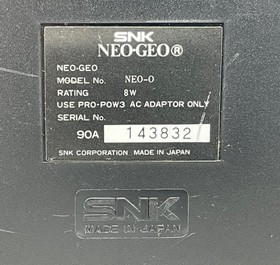 SNK
NEO·GEO®
NEO-GEO
MODEL No. NEO-O
RATING 8W
USE PRO-POW3 AC ADAPTOR ONLY
SERIAL No.
90A 143832
SNK CORPORATION MADE IN JAPAN
SNK
MADE IN JAPAN